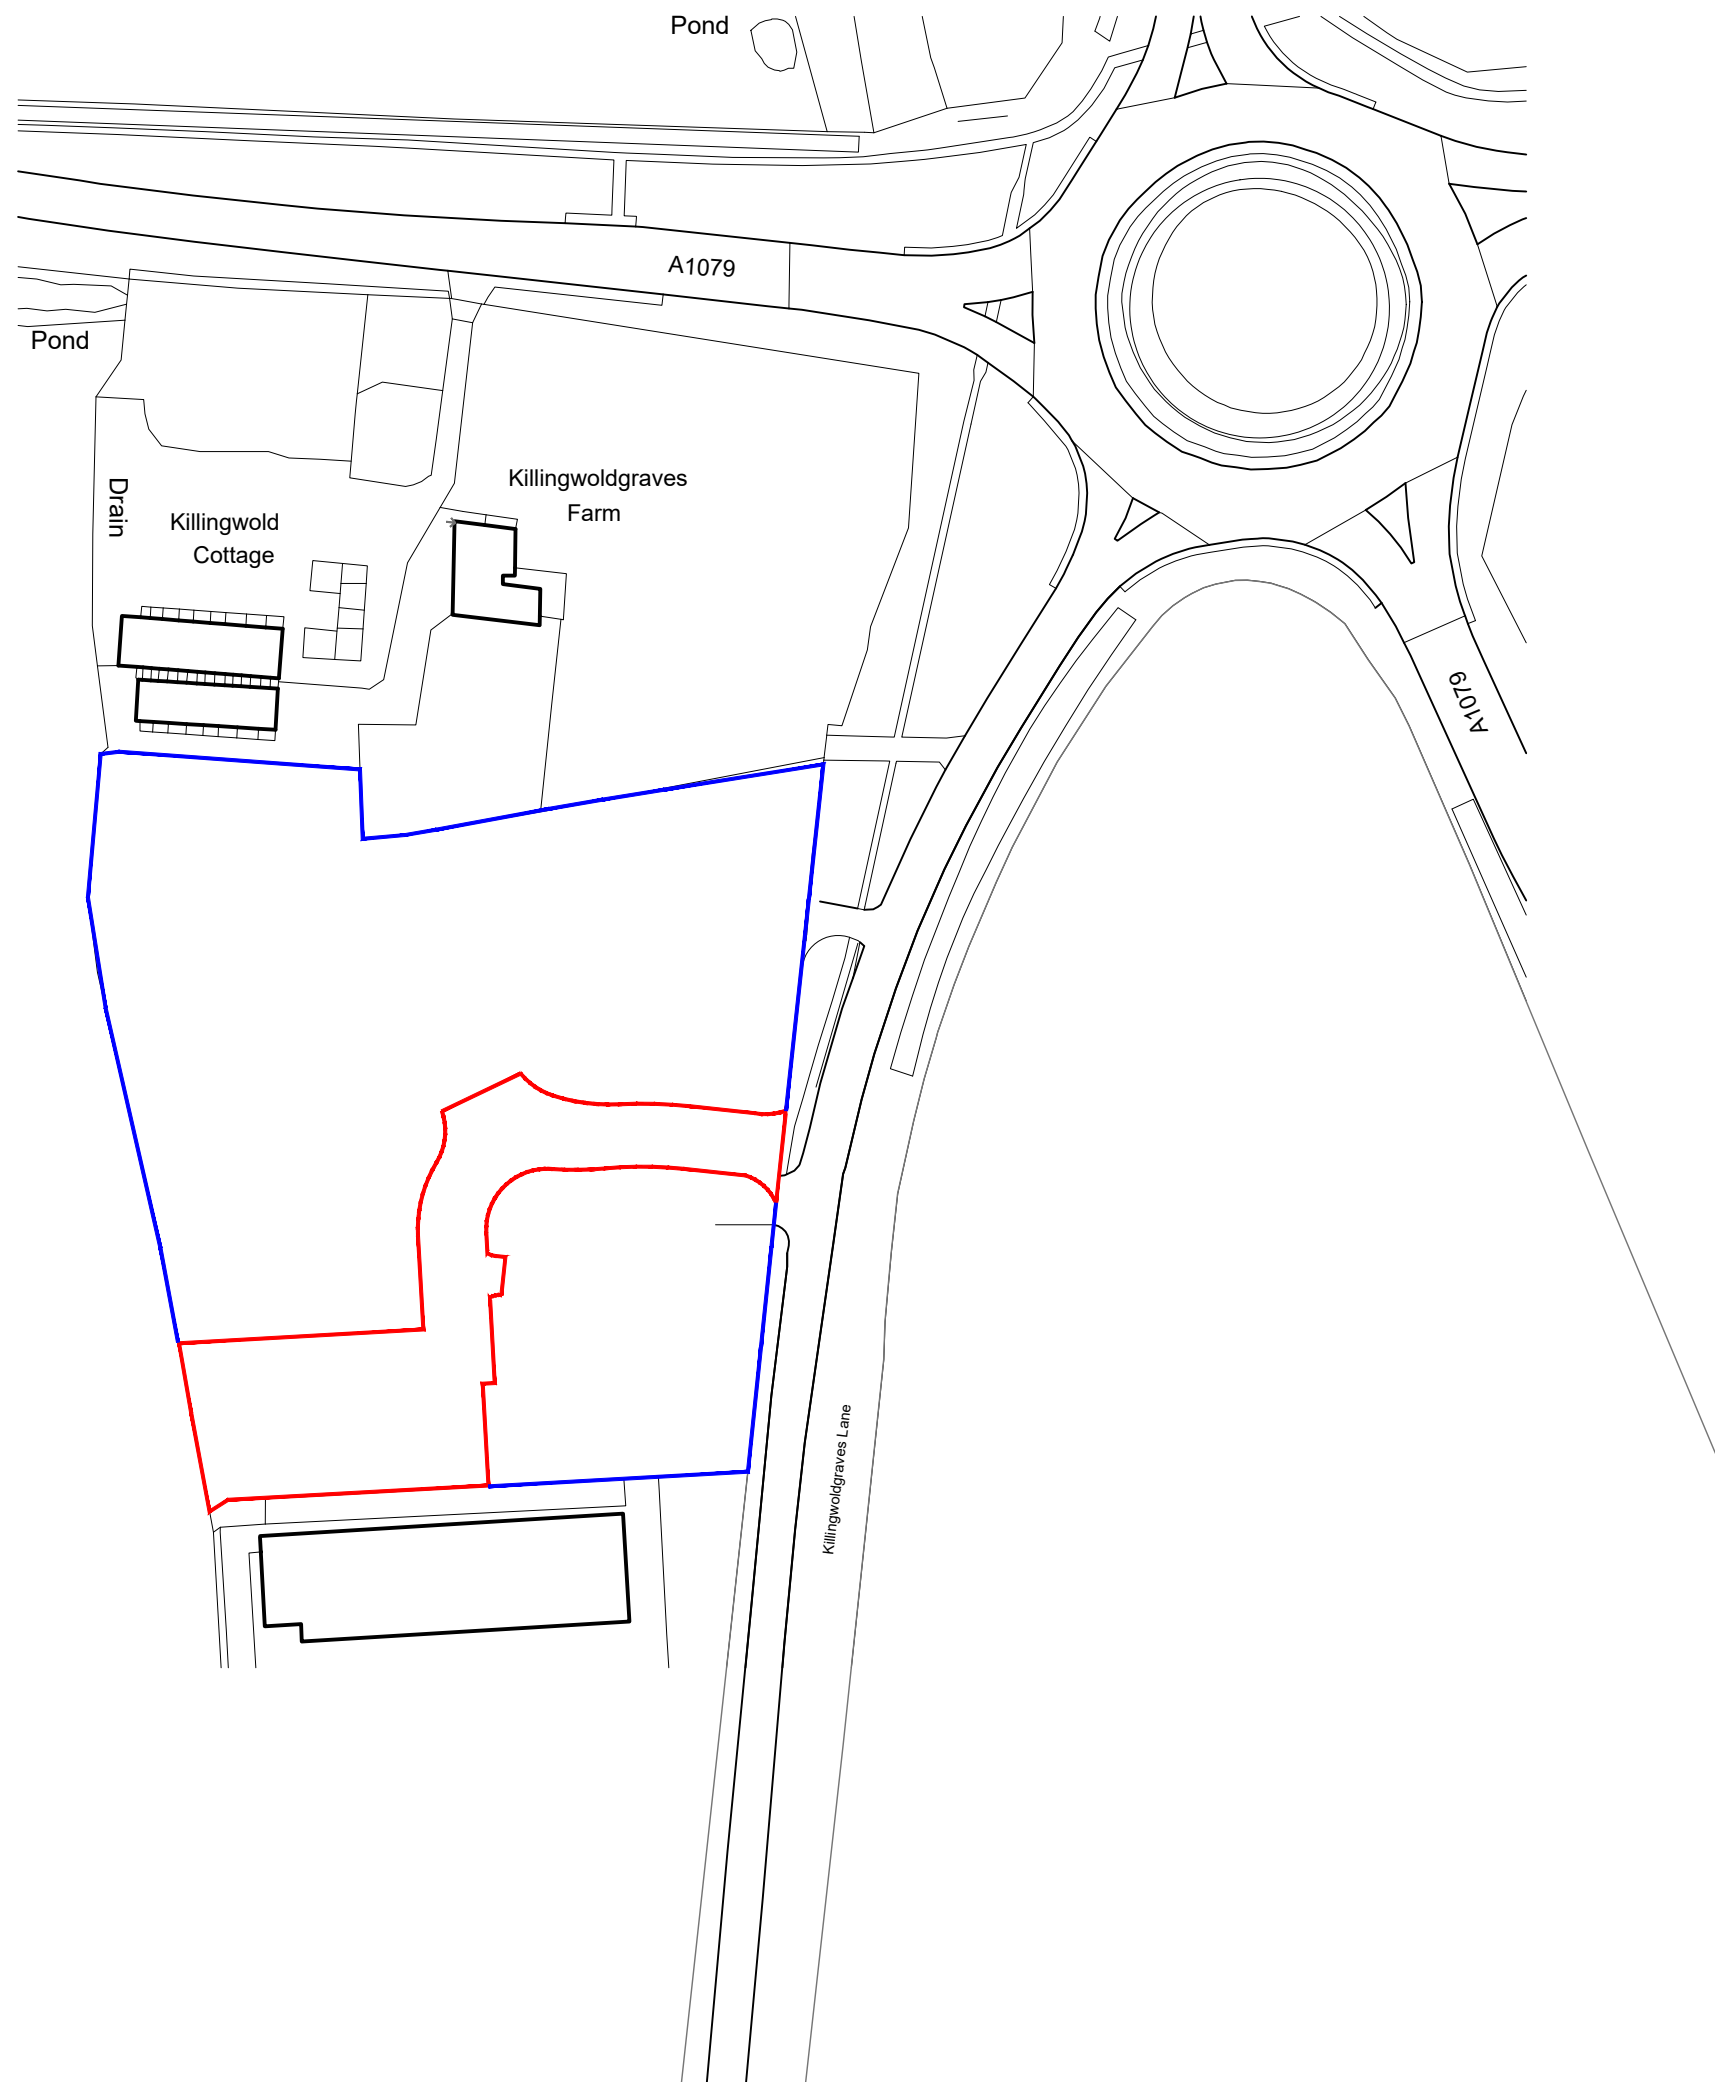 Pond
A1079
Pond
Killingwoldgraves
Farm
Drain
Killingwold
Cottage
A1079
Killingwoldgraves Lane